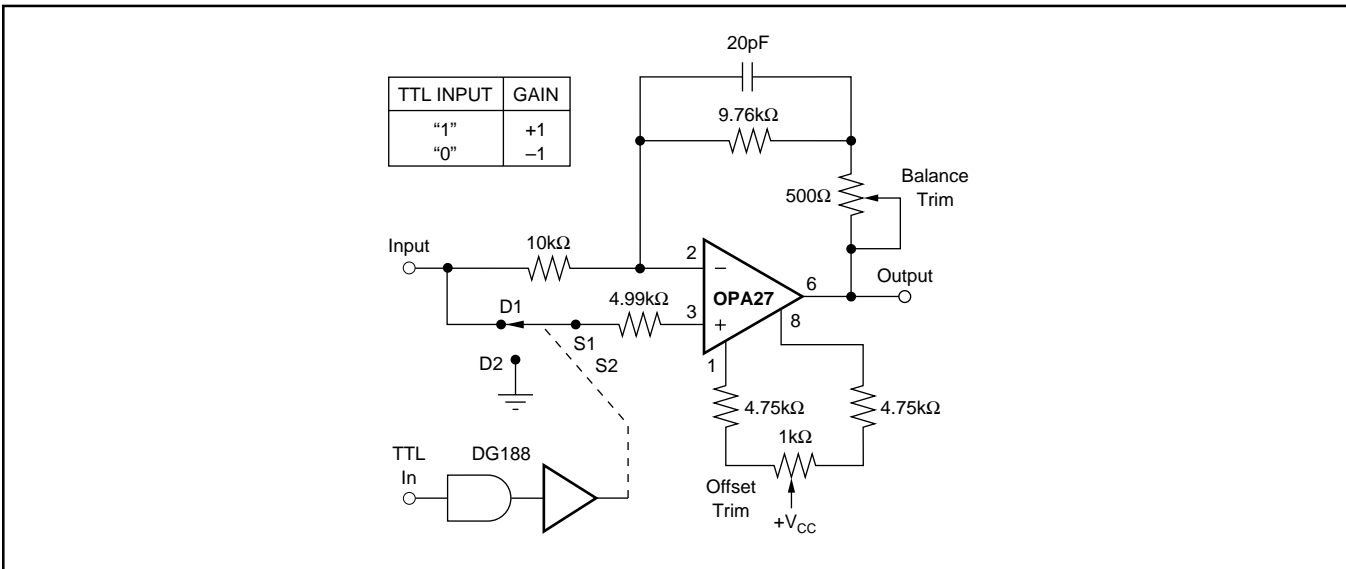 20pF
TTL INPUT GAIN
“1” +1
“0” –1
9.76kΩ
500Ω
Balance
Trim
Input
10kΩ
2
–
OPA27
6
Output
D1
4.99kΩ
3
+
8
S1
S2
D2
1
4.75kΩ
4.75kΩ
1kΩ
TTL
In
DG188
Offset
Trim
+VCC